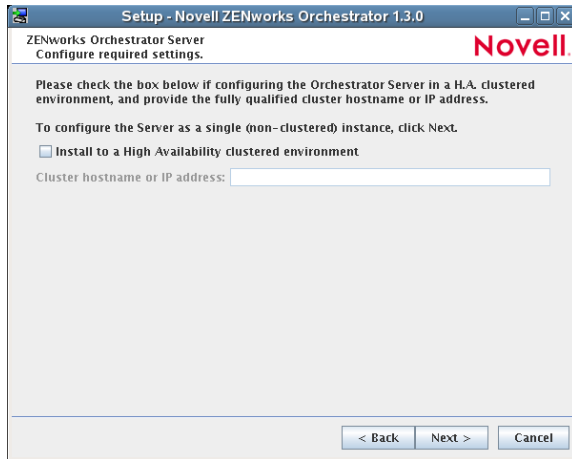 Setup - Novell ZENworks Orchestrator 1.3.0
ZENworks Orchestrator Server
Configure required settings.
Novell.
Please check the box below if configuring the Orchestrator Server in a H.A. clustered
environment, and provide the fully qualified cluster hostname or IP address.
To configure the Server as a single (non-clustered) instance, click Next.
Install to a High Availability clustered environment
Cluster hostname or IP address:
< Back Next > Cancel